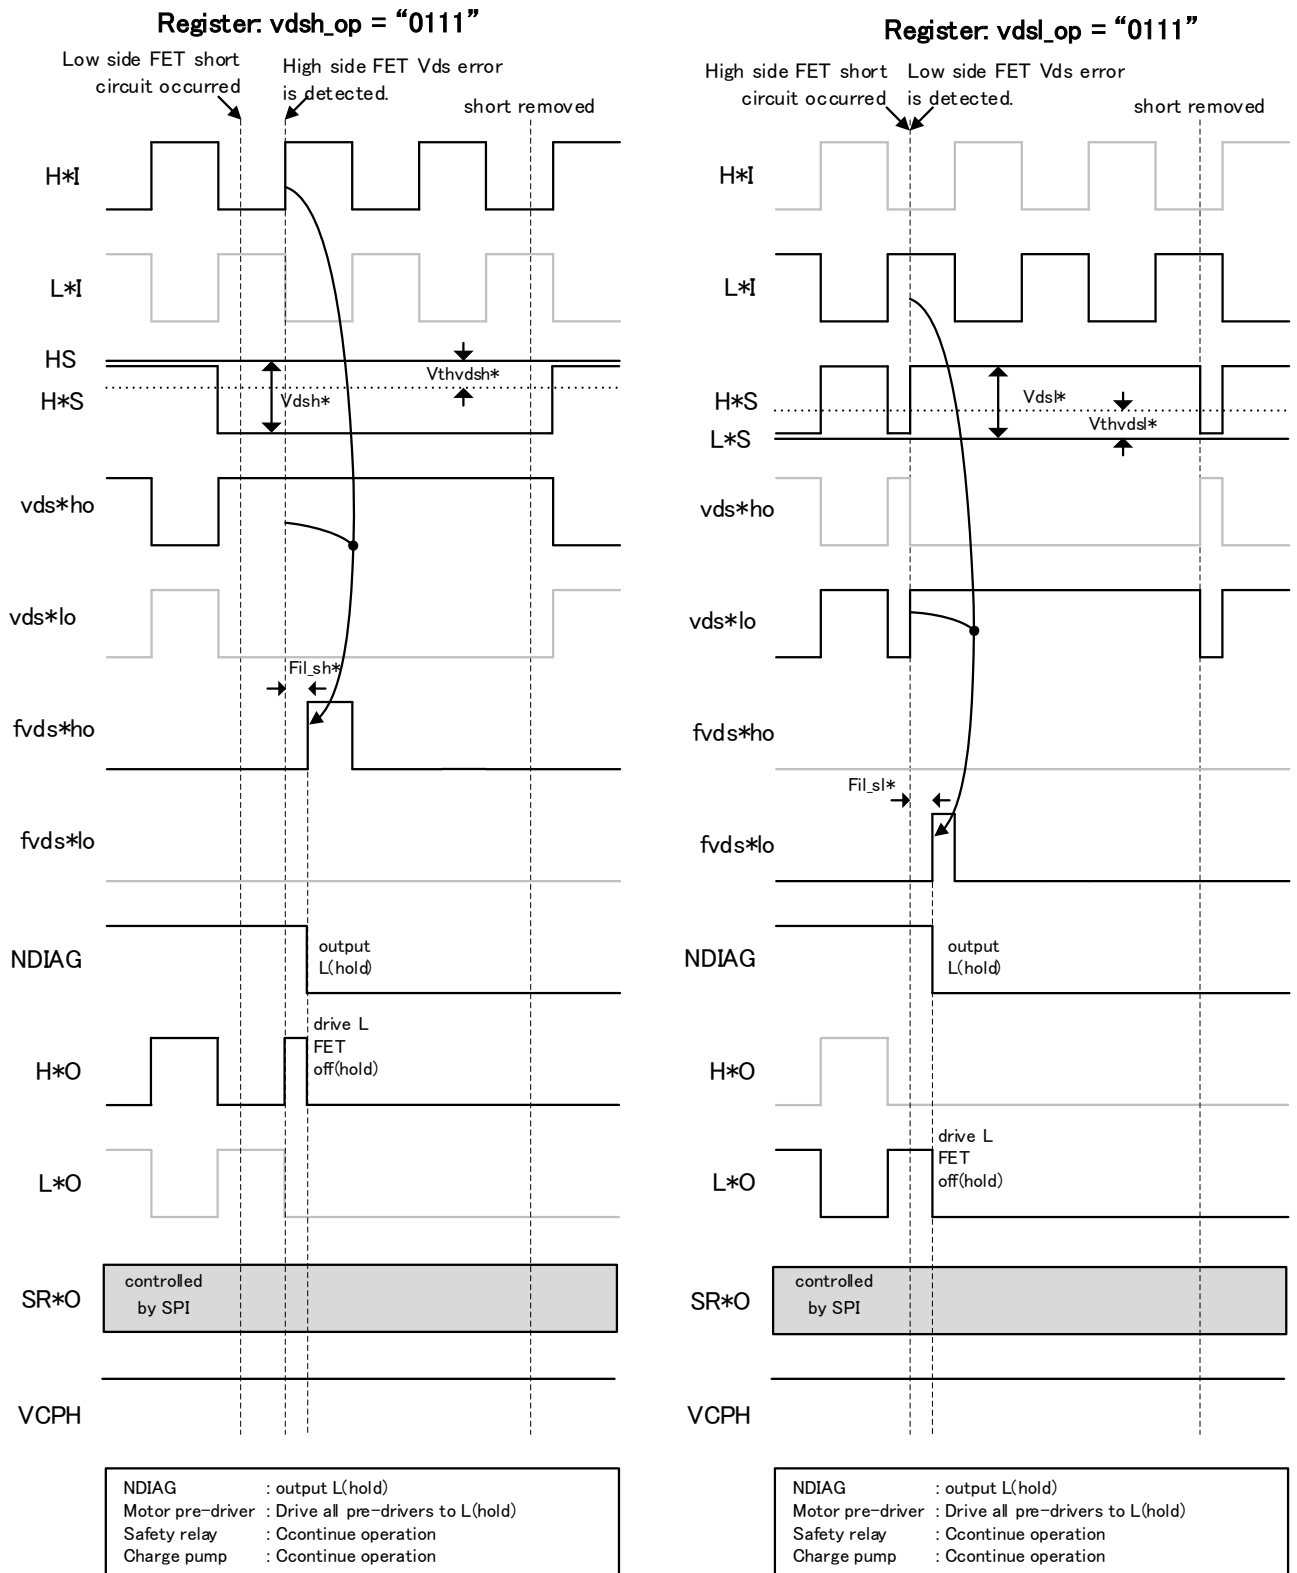 Register: vdsh_op = “0111”
Low side FET short
circuit occurred
High side FET Vds error
is detected.
short removed
H*I
L*I
HS
Vthvdsh*
H*S
Vdsh*
vds*ho
vds*lo
Fil_sh*
fvds*ho
fvds*lo
NDIAG
output
L(hold)
drive L
FET
off(hold)
H*O
L*O
controlled
by SPI
SR*O
VCPH
NDIAG : output L(hold)
Motor pre-driver : Drive all pre-drivers to L(hold)
Safety relay : Ccontinue operation
Charge pump : Ccontinue operation
Register: vdsl_op = “0111”
High side FET short
circuit occurred
Low side FET Vds error
is detected.
short removed
H*I
L*I
H*S
Vdsl*
Vthvdsl*
L*S
vds*ho
vds*lo
fvds*ho
Fil_sl*
fvds*lo
NDIAG
output
L(hold)
H*O
drive L
FET
off(hold)
L*O
controlled
by SPI
SR*O
VCPH
NDIAG : output L(hold)
Motor pre-driver : Drive all pre-drivers to L(hold)
Safety relay : Ccontinue operation
Charge pump : Ccontinue operation